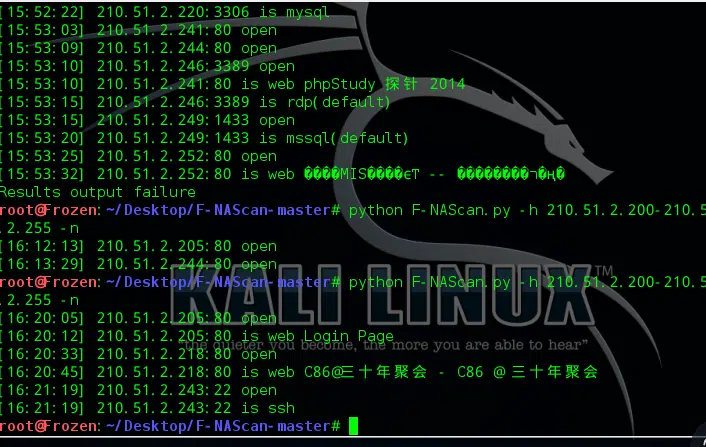 [15:52:22] 210.51.2.220:3306 is mysql
[15:53:03] 210.51.2.241:80 open
[15:53:09] 210.51.2.244:80 open
[15:53:10] 210.51.2.246:3389 open
[15:53:10] 210.51.2.241:80 is web phpStudy 探针 2014
[15:53:15] 210.51.2.246:3389 is rdp(default)
[15:53:15] 210.51.2.249:1433 open
[15:53:20] 210.51.2.249:1433 is mssql(default)
[15:53:25] 210.51.2.252:80 open
[15:53:32] 210.51.2.252:80 is web ����MIS����ϵT -- ��������ר�ң�
Results output failure
root@Frozen:~/Desktop/F-NAScan-master# python F-NAScan.py -h 210.51.2.200-210.5
.2.255 -n
[16:12:13] 210.51.2.205:80 open
[16:13:29] 210.51.2.244:80 open
root@Frozen:~/Desktop/F-NAScan-master# python F-NAScan.py -h 210.51.2.200-210.5
.2.255 -n
KALI LINUX™
[16:20:05] 210.51.2.205:80 open
[16:20:12] 210.51.2.205:80 is web Login Page
"the quieter you become, the more you are able to hear"
[16:20:33] 210.51.2.218:80 open
[16:20:45] 210.51.2.218:80 is web C86@三十年聚会 - C86 @三十年聚会
[16:21:19] 210.51.2.243:22 open
[16:21:19] 210.51.2.243:22 is ssh
root@Frozen:~/Desktop/F-NAScan-master#